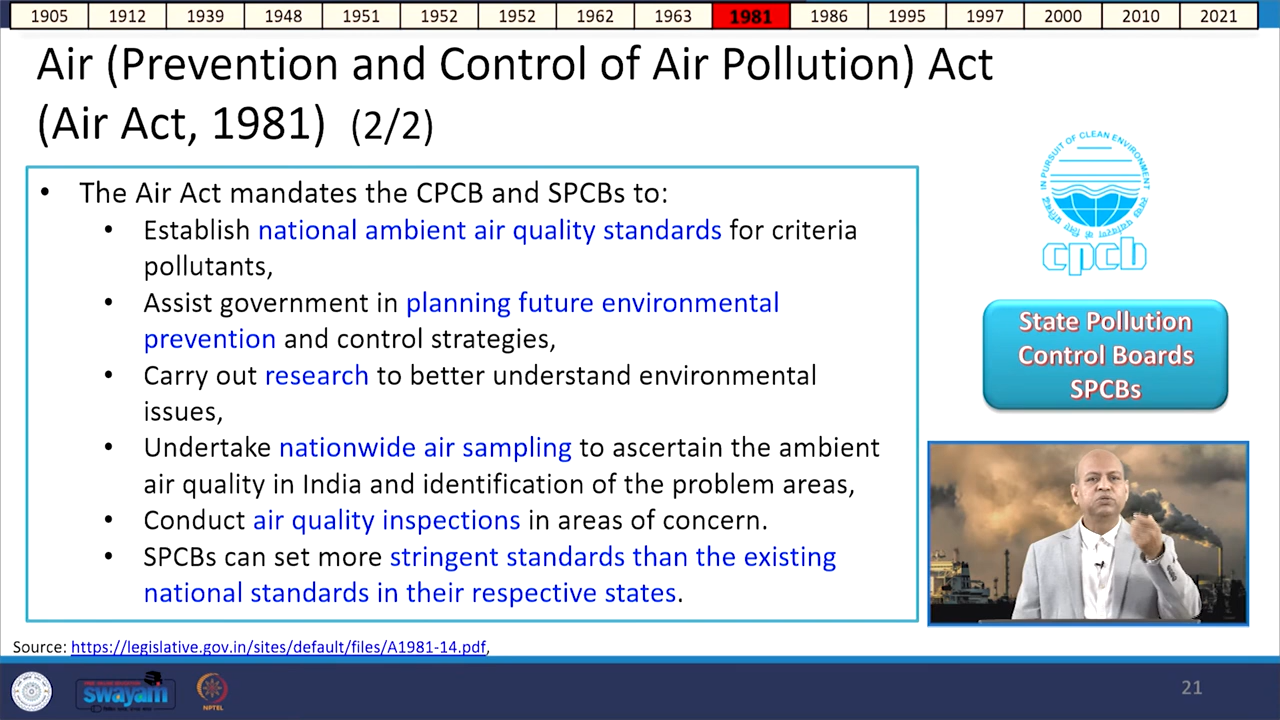 1905 1912 1939 1948 1951 1952 1952 1962 1963 1981 1986 1995 1997 2000 2010 2021
Air (Prevention and Control of Air Pollution) Act
(Air Act, 1981) (2/2)
• The Air Act mandates the CPCB and SPCBs to:
• Establish national ambient air quality standards for criteria
pollutants,
• Assist government in planning future environmental
prevention and control strategies,
• Carry out research to better understand environmental
issues,
• Undertake nationwide air sampling to ascertain the ambient
air quality in India and identification of the problem areas,
• Conduct air quality inspections in areas of concern.
• SPCBs can set more stringent standards than the existing
national standards in their respective states.
IN PURSUIT OF CLEAN ENVIRONMENT
cpcb
State Pollution
Control Boards
SPCBs
Source: https://legislative.gov.in/sites/default/files/A1981-14.pdf,
swayam
NPTEL
21